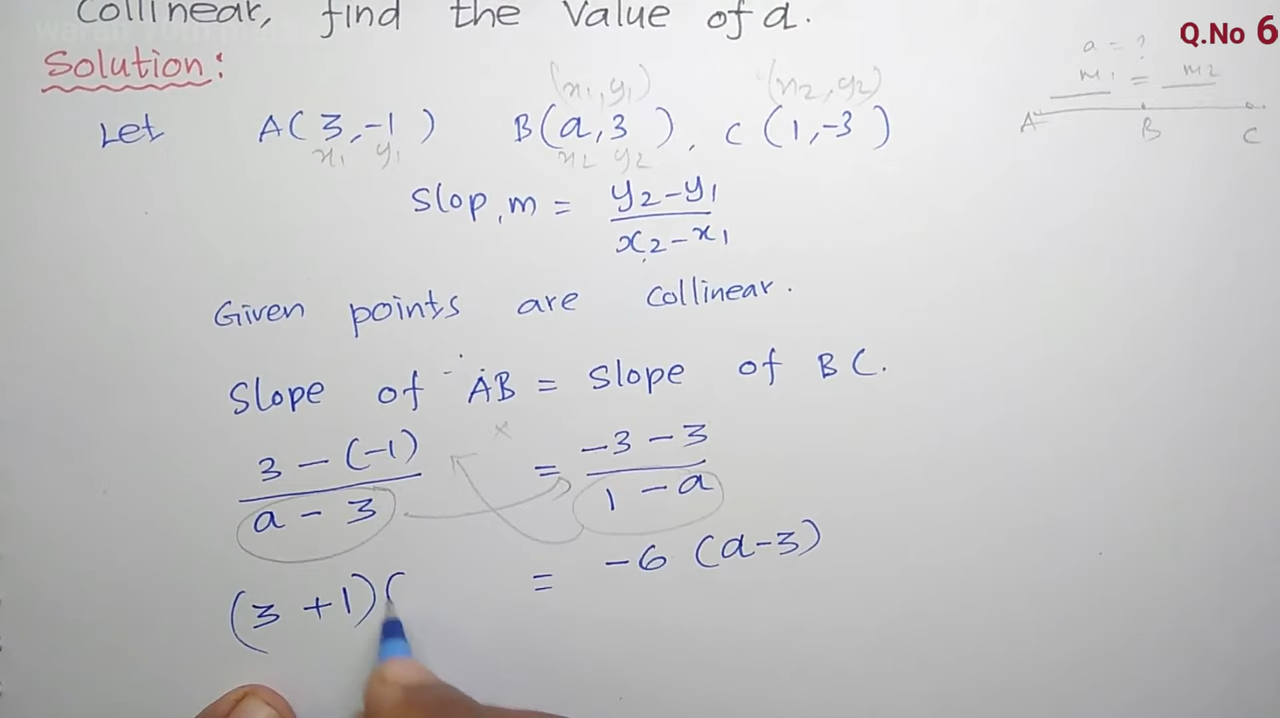 Collinear, find the Value of a.
Q.No 6
Solution:
a = ?
m1 = m2
A B C
(x1, y1) (x2, y2)
Let A(3, -1) B(a, 3), C(1, -3)
x1 y1 x2 y2
Slop, m = y2-y1
x2-x1
Given points are Collinear.
Slope of AB = Slope of BC.
3 - (-1) = -3 - 3
a - 3 1 - a
(3 + 1)( = -6 (a-3)